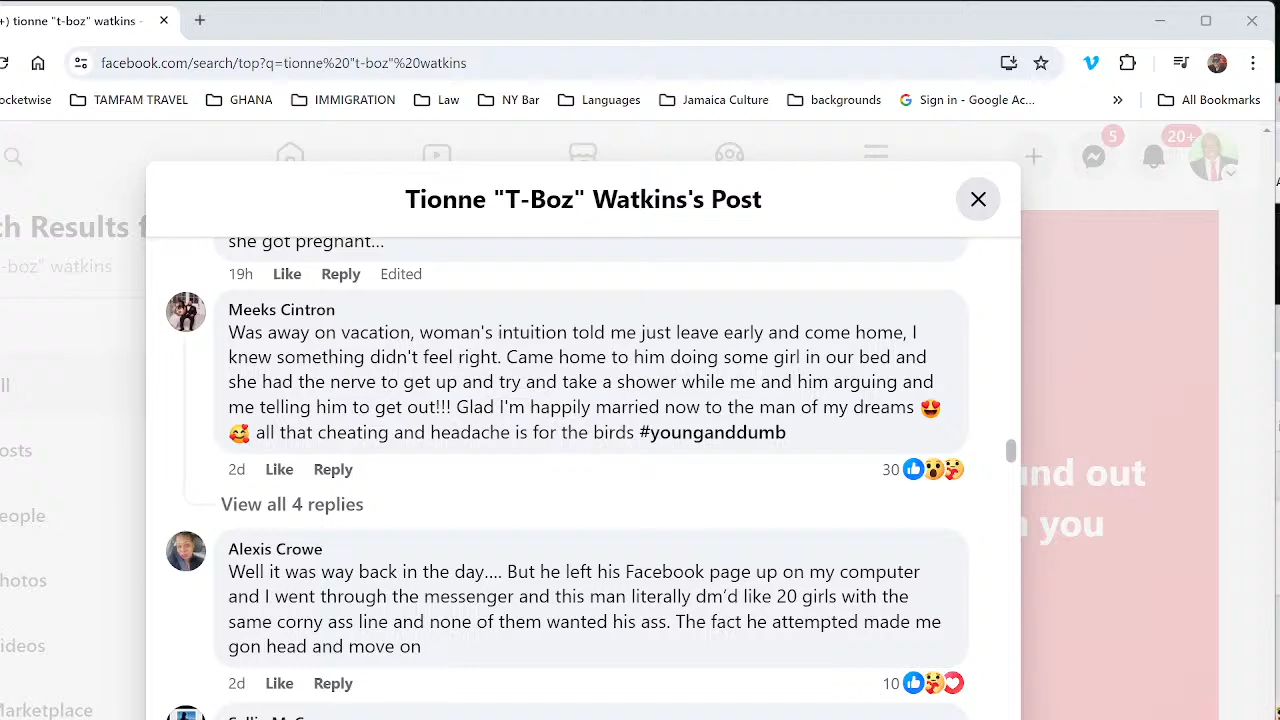 +) tionne "t-boz" watkins -
facebook.com/search/top?q=tionne%20"t-boz"%20watkins
ocketwise TAMFAM TRAVEL GHANA IMMIGRATION Law NY Bar Languages Jamaica Culture backgrounds Sign in - Google Ac... » All Bookmarks
5
20+
Tionne "T-Boz" Watkins's Post
ch Results f
-boz" watkins
she got pregnant...
19h Like Reply Edited
Meeks Cintron
Was away on vacation, woman's intuition told me just leave early and come home, I
knew something didn't feel right. Came home to him doing some girl in our bed and
she had the nerve to get up and try and take a shower while me and him arguing and
me telling him to get out!!! Glad I'm happily married now to the man of my dreams 😍
🥰 all that cheating and headache is for the birds #younganddumb
2d Like Reply 30
View all 4 replies
Alexis Crowe
Well it was way back in the day.... But he left his Facebook page up on my computer
and I went through the messenger and this man literally dm'd like 20 girls with the
same corny ass line and none of them wanted his ass. The fact he attempted made me
gon head and move on
2d Like Reply 10
ll
osts
eople
hotos
ideos
Marketplace
und out
you